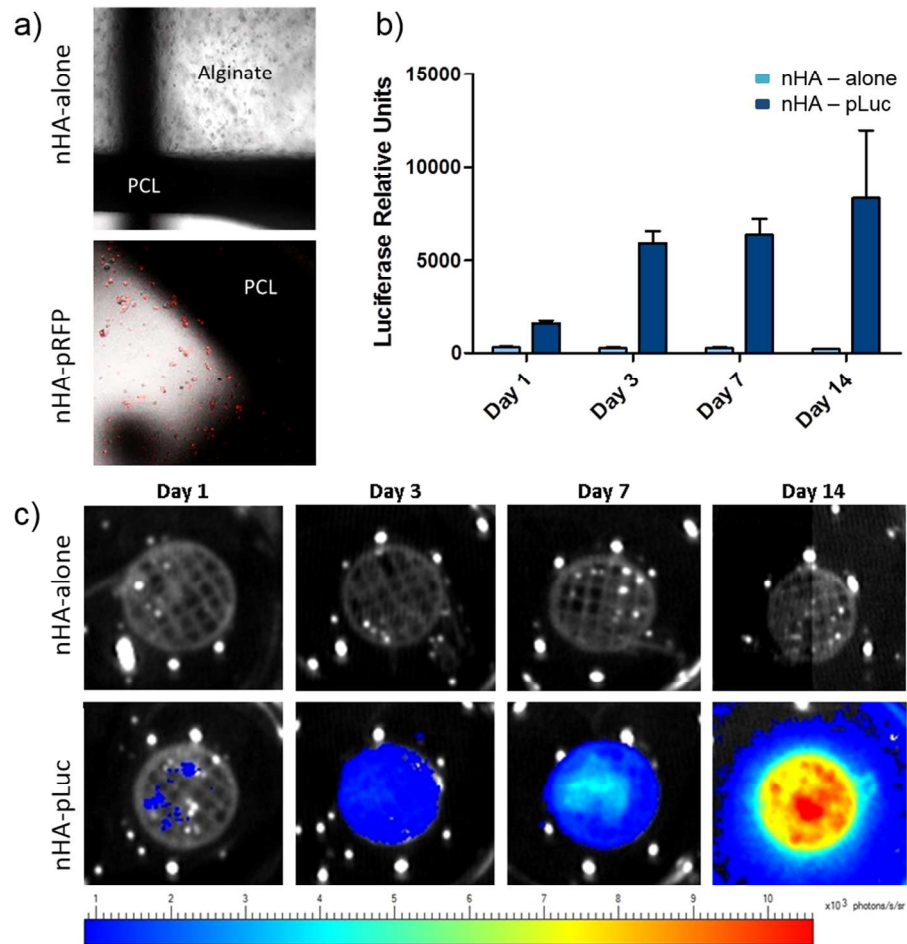 a)
nHA-alone
Alginate
PCL
nHA-pRFP
PCL
b)
Luciferase Relative Units
15000
10000
5000
0
nHA – alone
nHA – pLuc
Day 1
Day 3
Day 7
Day 14
c)
Day 1 Day 3 Day 7 Day 14
nHA-alone
nHA-pLuc
1 2 3 4 5 6 7 8 9 10 x10³ photons/s/sr